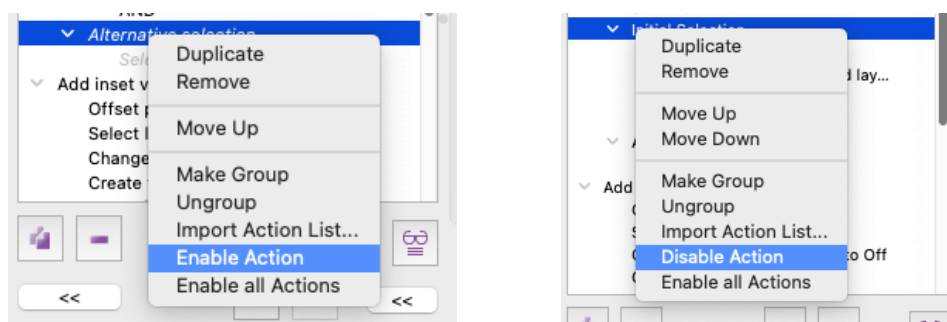 AND
Alternative selection
Sele
Add inset v
Offset p
Select l
Change
Create
Duplicate
Remove
Move Up
Make Group
Ungroup
Import Action List...
Enable Action
Enable all Actions
<<
<<
Initial Selection
d lay...
A
Add
to Off
Duplicate
Remove
Move Up
Move Down
Make Group
Ungroup
Import Action List...
Disable Action
Enable all Actions